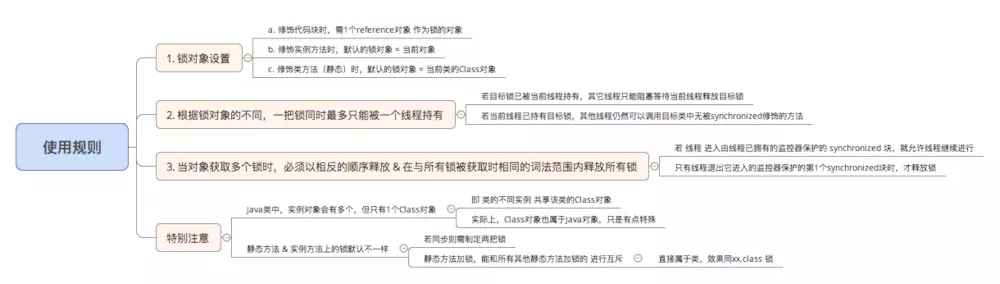 使用规则
1. 锁对象设置
a. 修饰代码块时，需1个reference对象 作为锁的对象
b. 修饰实例方法时，默认的锁对象 = 当前对象
c. 修饰类方法（静态）时，默认的锁对象 = 当前类的Class对象
2. 根据锁对象的不同，一把锁同时最多只能被一个线程持有
若目标锁已被当前线程持有，其它线程只能阻塞等待当前线程释放目标锁
若当前线程已持有目标锁，其他线程仍然可以调用目标类中无被synchronized修饰的方法
3. 当对象获取多个锁时，必须以相反的顺序释放 & 在与所有锁被获取时相同的词法范围内释放所有锁
若 线程 进入由线程已拥有的监控器保护的 synchronized 块，就允许线程继续进行
只有线程退出它进入的监控器保护的第1个synchronized块时，才释放锁
特别注意
Java类中，实例对象会有多个，但只有1个Class对象
即 类的不同实例 共享该类的Class对象
实际上，Class对象也属于java对象，只是有点特殊
静态方法 & 实例方法上的锁默认不一样
若同步则需制定两把锁
静态方法加锁，能和所有其他静态方法加锁的 进行互斥
直接属于类，效果同xx.class 锁